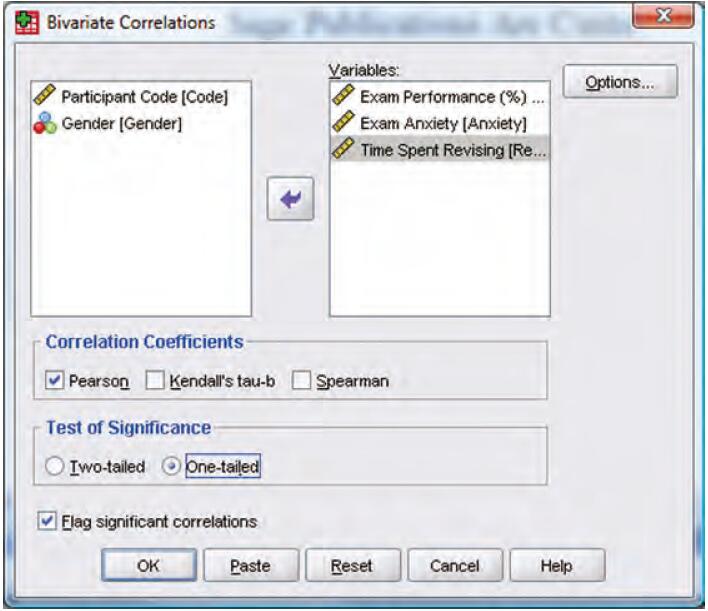 Bivariate Correlations
Sage Publications Are
Participant Code [Code]
Gender [Gender]
Variables:
Exam Performance (%) ...
Exam Anxiety [Anxiety]
Time Spent Revising [Re...
Options...
Correlation Coefficients
Pearson Kendall's tau-b Spearman
Test of Significance
Two-tailed One-tailed
Flag significant correlations
OK Paste Reset Cancel Help